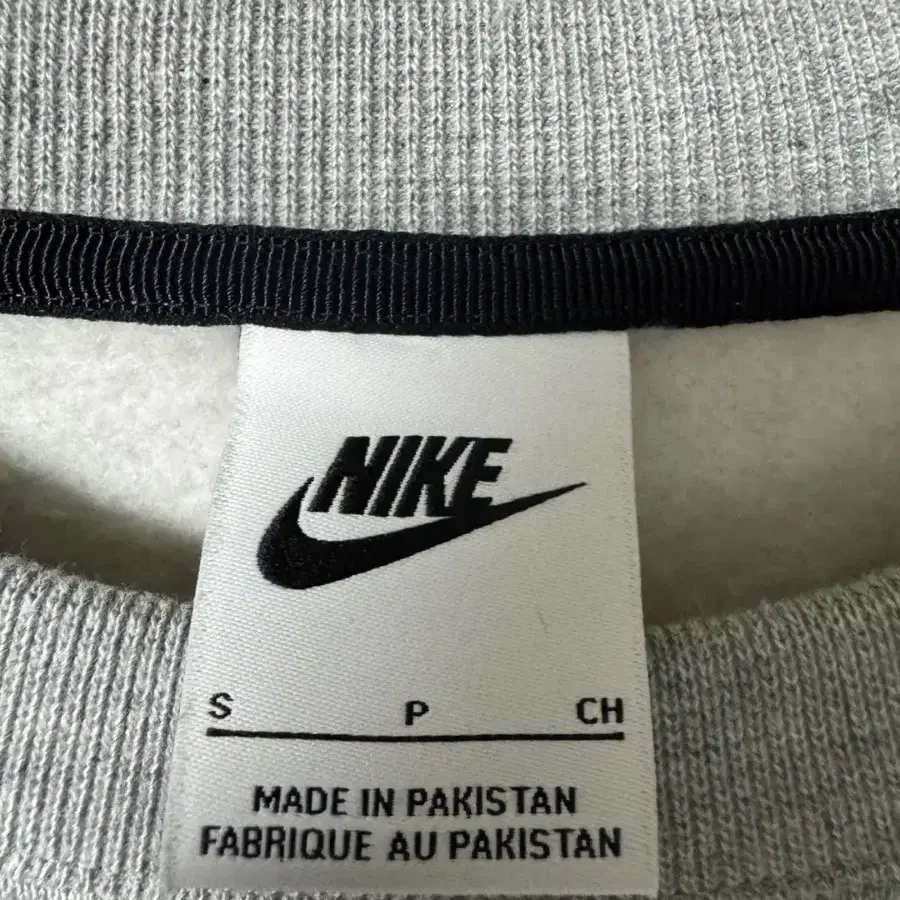 NIKE
S P CH
MADE IN PAKISTAN
FABRIQUE AU PAKISTAN